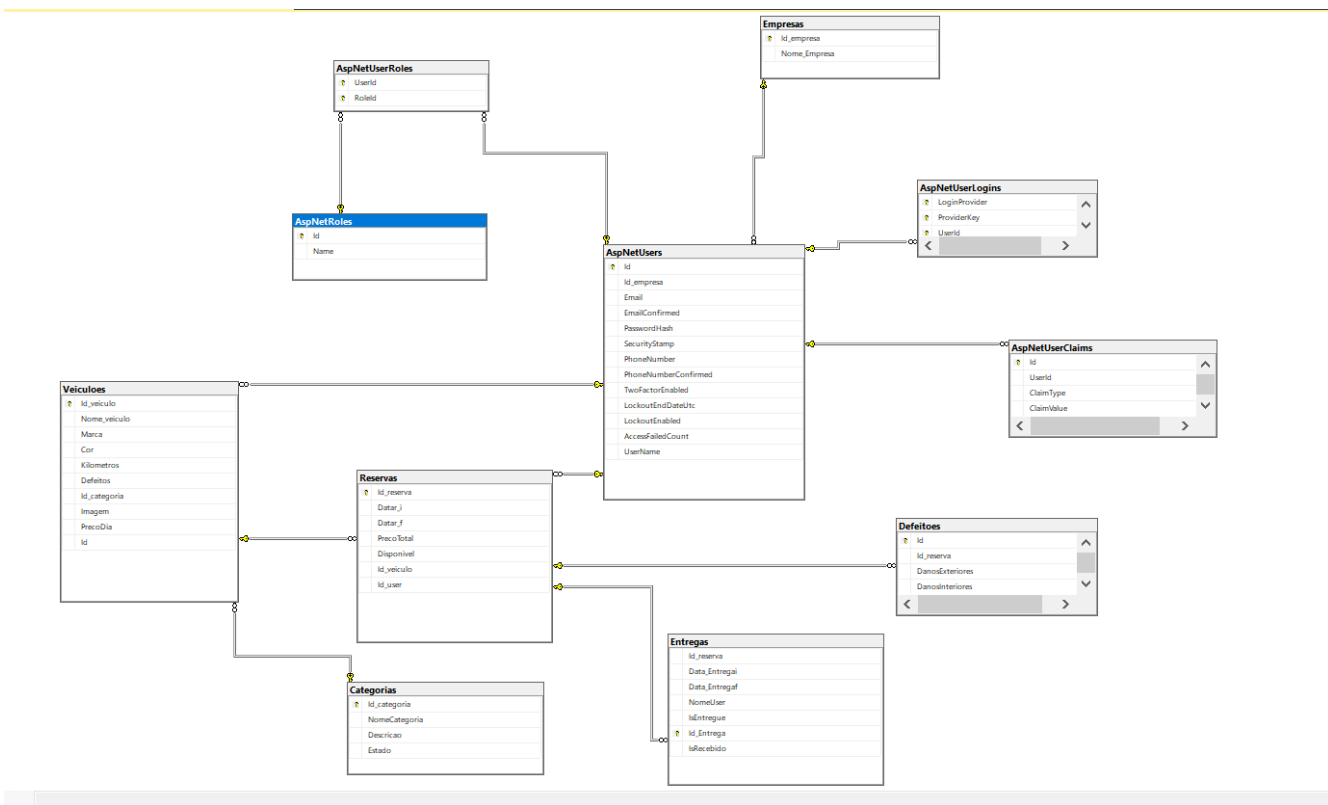 Empresas
Id_empresa
Nome_Empresa
AspNetUserRoles
UserId
RoleId
AspNetUserLogins
LoginProvider
ProviderKey
UserId
AspNetRoles
Id
Name
AspNetUsers
Id
Id_empresa
Email
EmailConfirmed
PasswordHash
SecurityStamp
PhoneNumber
PhoneNumberConfirmed
TwoFactorEnabled
LockoutEndDateUtc
LockoutEnabled
AccessFailedCount
UserName
AspNetUserClaims
Id
UserId
ClaimType
ClaimValue
Veiculoes
Id_veiculo
Nome_veiculo
Marca
Cor
Kilometros
Defeitos
Id_categoria
Imagem
PrecoDia
Id
Reservas
Id_reserva
Datar_i
Datar_f
PrecoTotal
Disponivel
Id_veiculo
Id_user
Defeitoes
Id
Id_reserva
DanosExteriores
DanosInteriores
Entregas
Id_reserva
Data_Entregai
Data_Entregaf
NomeUser
IsEntregue
Id_Entrega
IsRecebido
Categorias
Id_categoria
NomeCategoria
Descricao
Estado